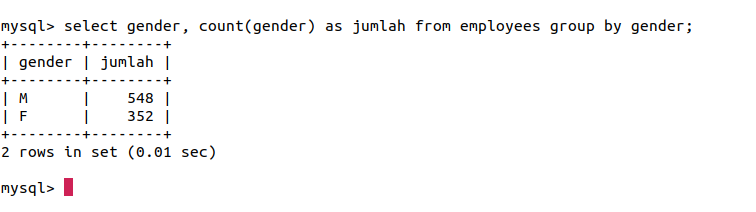 mysql> select gender, count(gender) as jumlah from employees group by gender;
+--------+--------+
| gender | jumlah |
+--------+--------+
| M      |    548 |
| F      |    352 |
+--------+--------+
2 rows in set (0.01 sec)
mysql>